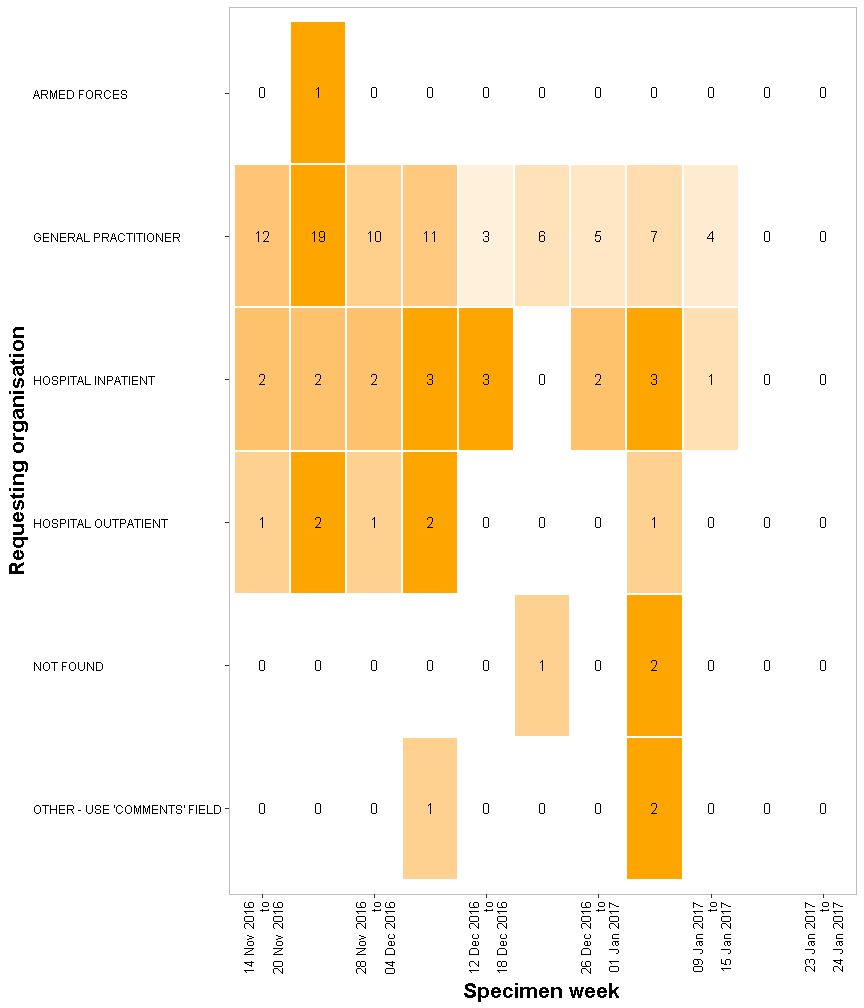 ARMED FORCES
0 1 0 0 0 0 0 0 0 0 0
GENERAL PRACTITIONER
12 19 10 11 3 6 5 7 4 0 0
HOSPITAL INPATIENT
2 2 2 3 3 0 2 3 1 0 0
HOSPITAL OUTPATIENT
1 2 1 2 0 0 0 1 0 0 0
NOT FOUND
0 0 0 0 0 1 0 2 0 0 0
OTHER - USE 'COMMENTS' FIELD
0 0 0 1 0 0 0 2 0 0 0
Requesting organisation
14 Nov 2016
to
20 Nov 2016
28 Nov 2016
to
04 Dec 2016
12 Dec 2016
to
18 Dec 2016
26 Dec 2016
to
01 Jan 2017
09 Jan 2017
to
15 Jan 2017
23 Jan 2017
to
24 Jan 2017
Specimen week